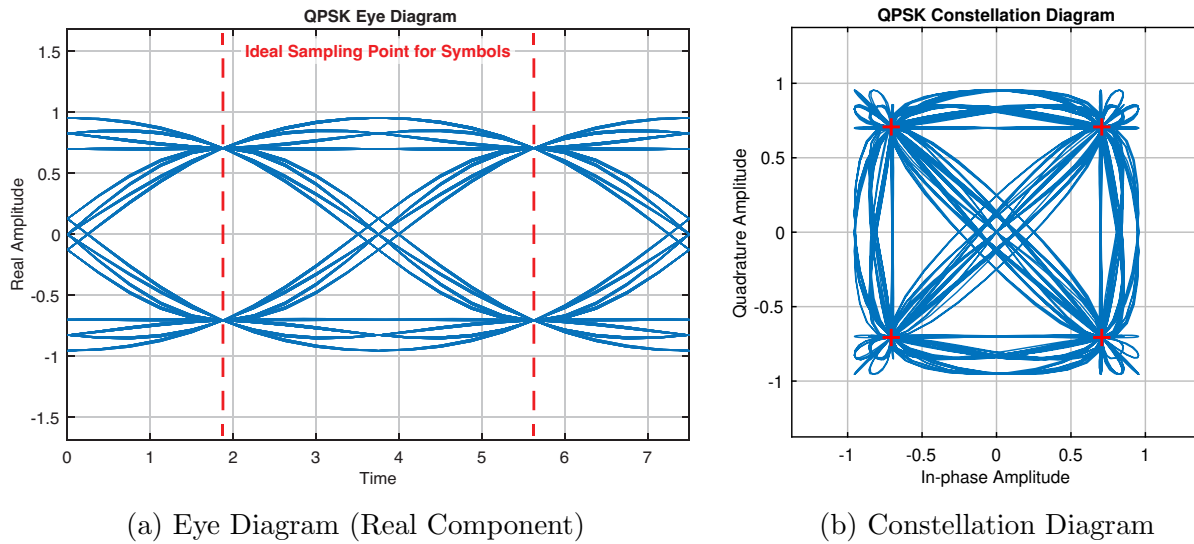 QPSK Eye Diagram
Ideal Sampling Point for Symbols
1.5
1
0.5
0
-0.5
-1
-1.5
Real Amplitude
0 1 2 3 4 5 6 7
Time
(a) Eye Diagram (Real Component)
QPSK Constellation Diagram
1
0.5
0
-0.5
-1
Quadrature Amplitude
-1 -0.5 0 0.5 1
In-phase Amplitude
(b) Constellation Diagram